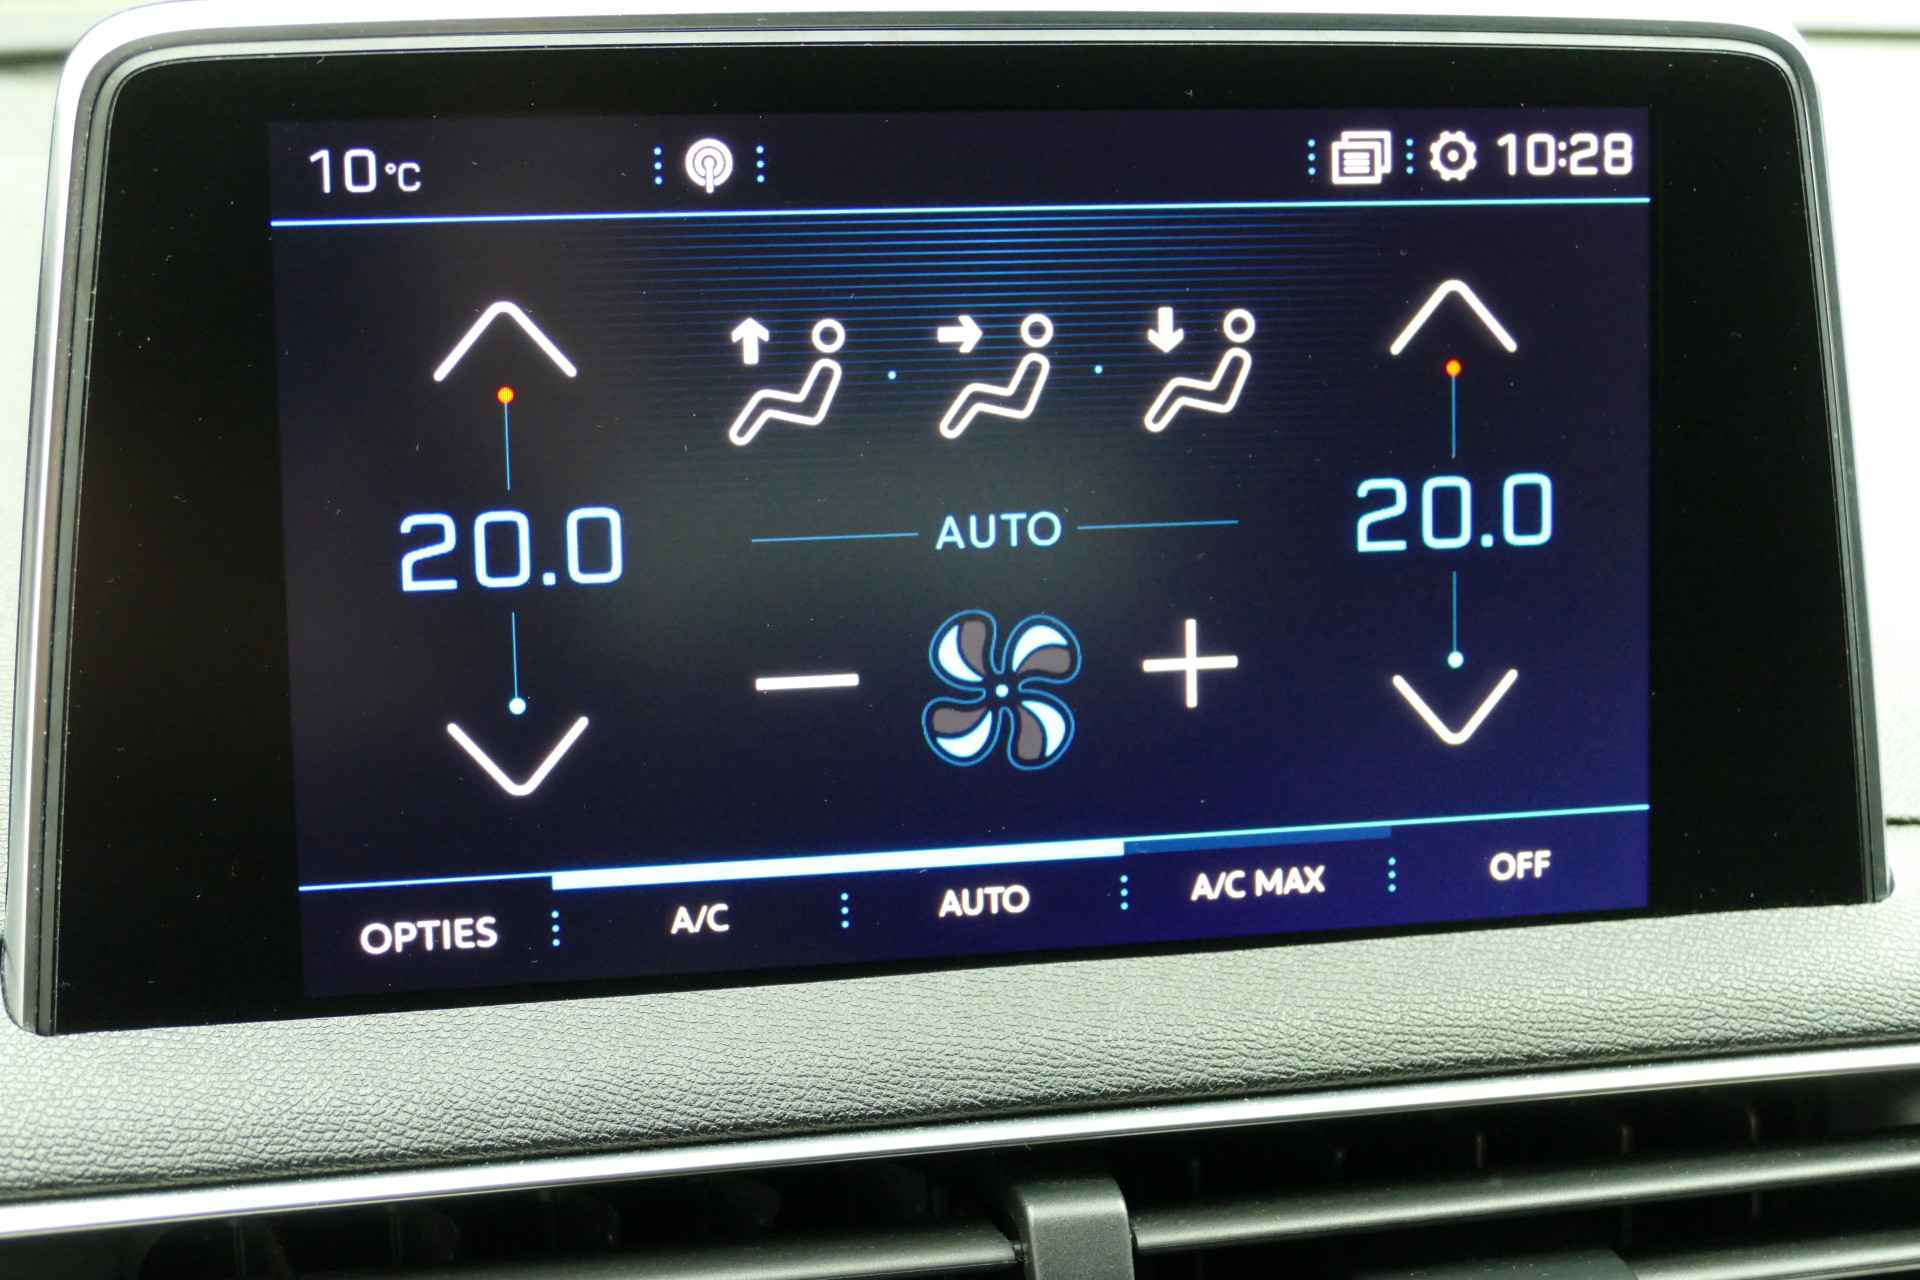 10°C 10:28
20.0 AUTO 20.0
OPTIES A/C AUTO A/C MAX OFF